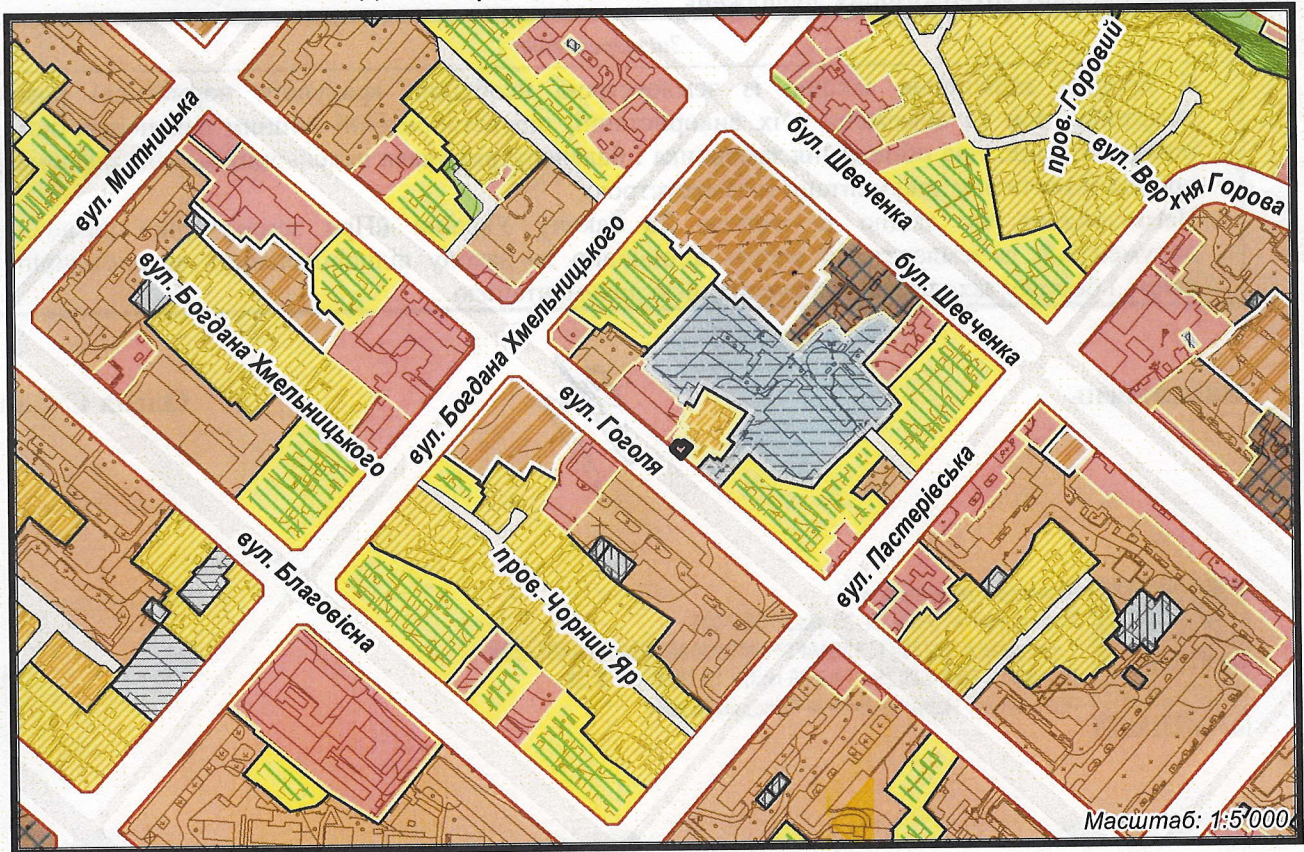 пров. Горовий
вул. Митницька
бул. Шевченка
вул. Верхня Горова
вул. Богдана Хмельницького
бул. Шевченка
вул. Богдана Хмельницького
вул. Гоголя
вул. Пастерівська
вул. Благовісна
пров. Чорний Яр
Масштаб: 1:5 000